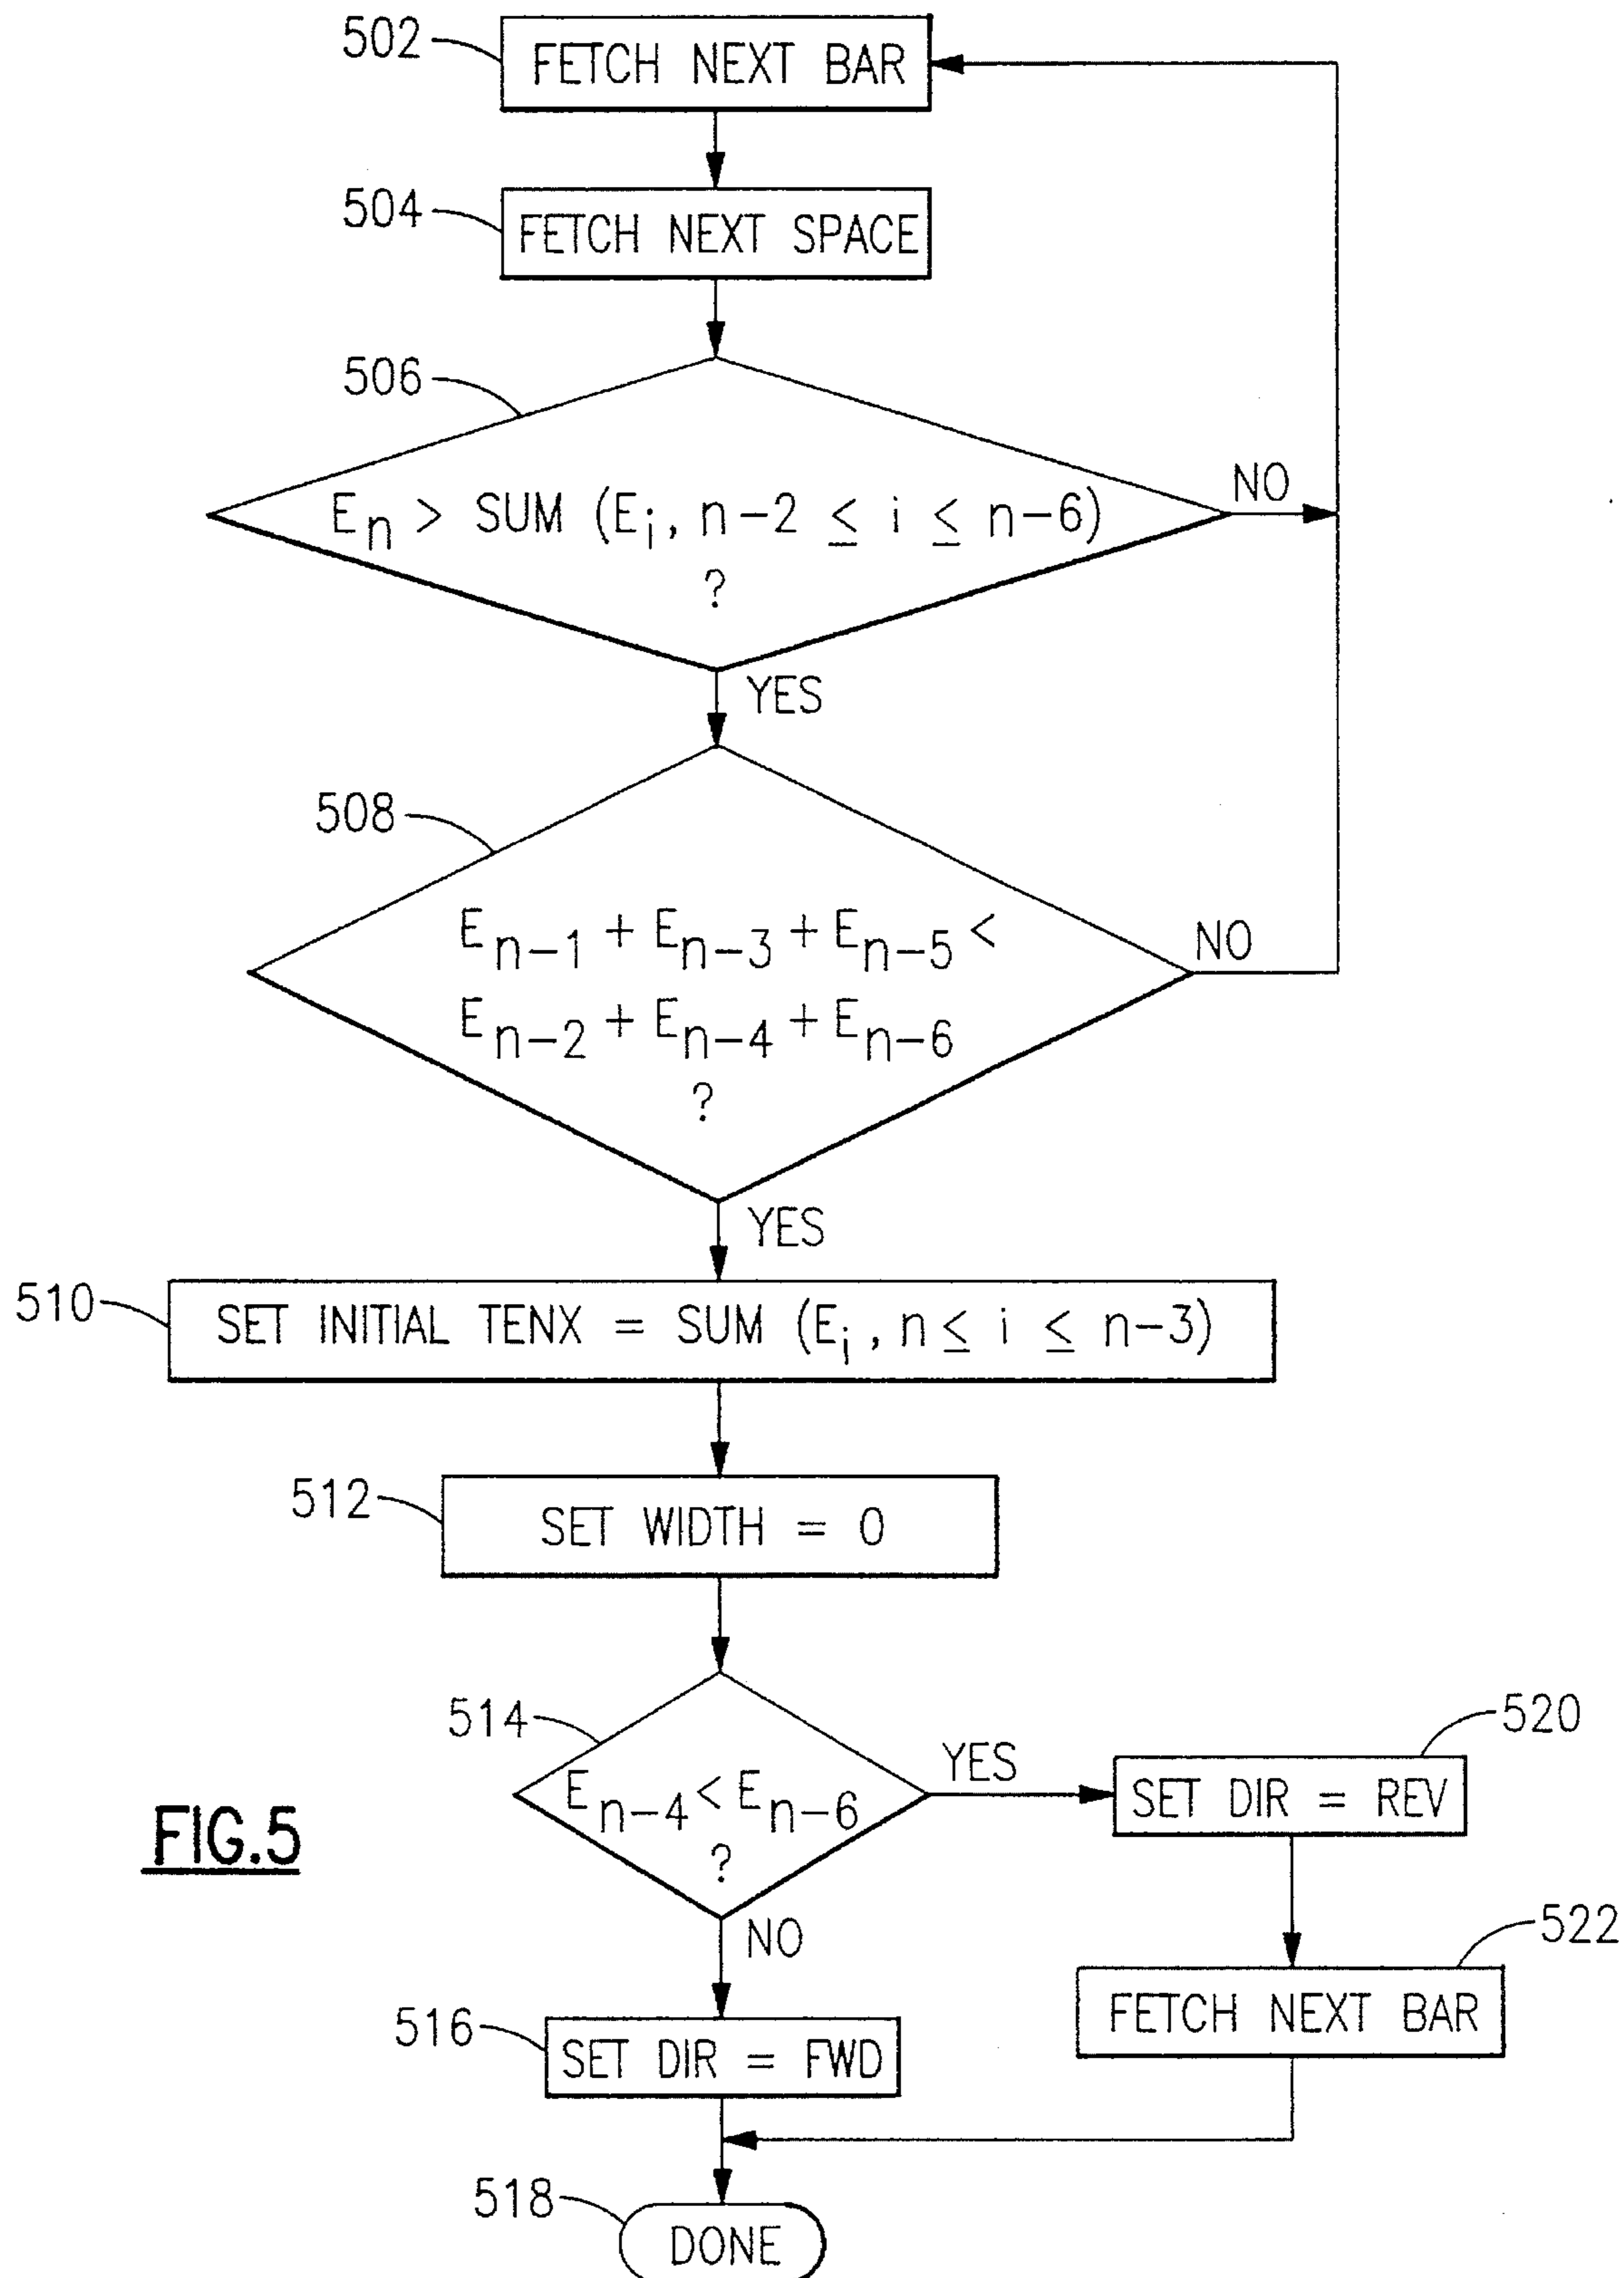 502
FETCH NEXT BAR
504
FETCH NEXT SPACE
506
En > SUM (Ei, n-2 ≤ i ≤ n-6)
?
NO
YES
508
En-1 + En-3 + En-5 <
En-2 + En-4 + En-6
?
NO
YES
510
SET INITIAL TENX = SUM (Ei, n ≤ i ≤ n-3)
512
SET WIDTH = 0
514
En-4 < En-6
?
YES
520
SET DIR = REV
FIG.5
NO
522
FETCH NEXT BAR
516
SET DIR = FWD
518
DONE